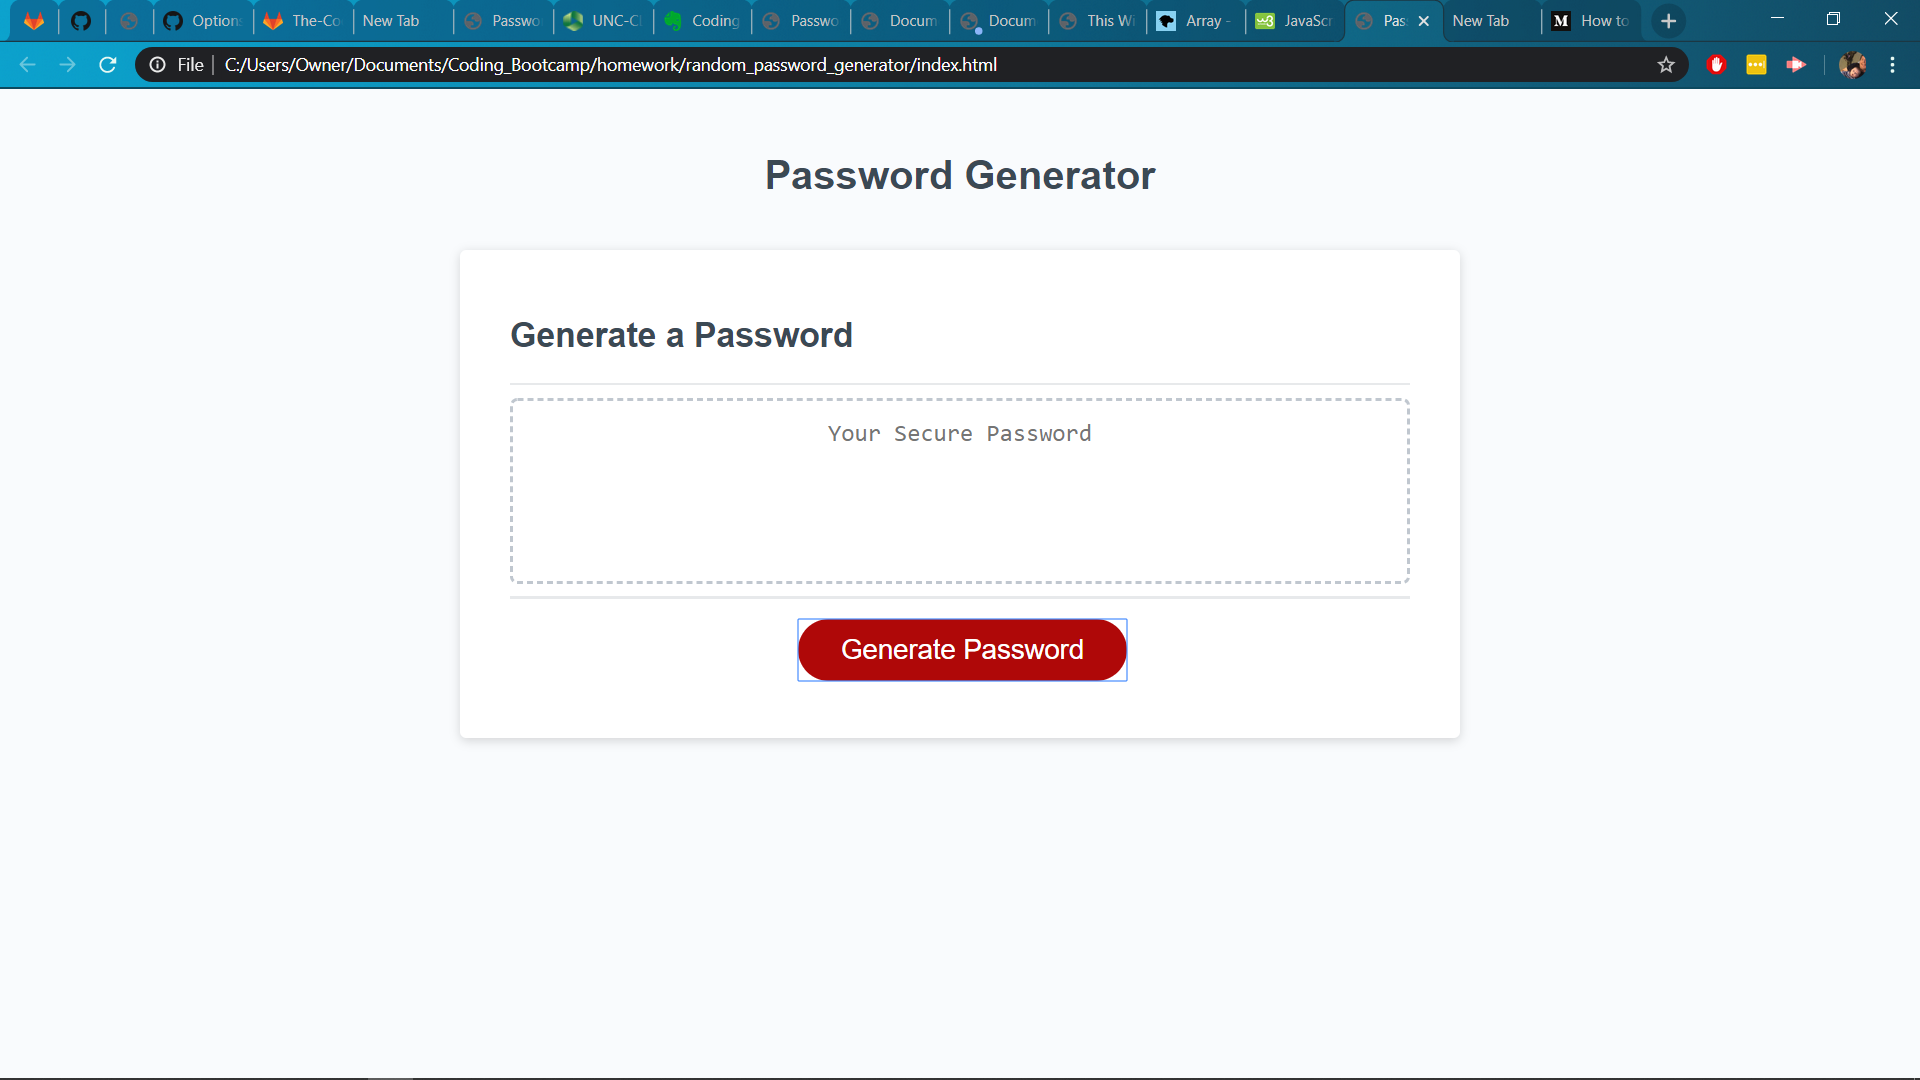 Option The-Co New Tab Passwo UNC-C Coding Passwo Docum Docum This Wi Array - JavaScr Pas New Tab M How to
File C:/Users/Owner/Documents/Coding_Bootcamp/homework/random_password_generator/index.html
Password Generator
Generate a Password
Your Secure Password
Generate Password